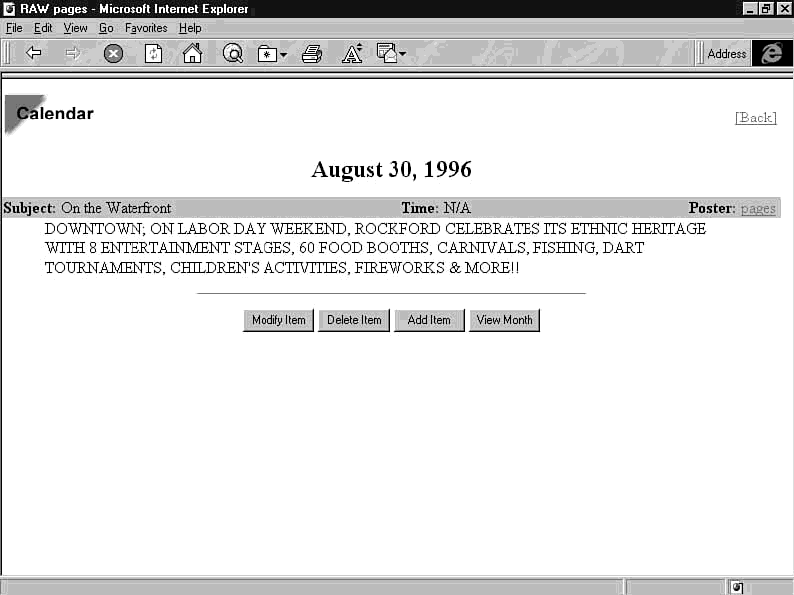 RAW pages - Microsoft Internet Explorer
File Edit View Go Favorites Help
Address
Calendar
[Back]
August 30, 1996
Subject: On the Waterfront Time: N/A Poster: pages
DOWNTOWN; ON LABOR DAY WEEKEND, ROCKFORD CELEBRATES ITS ETHNIC HERITAGE
WITH 8 ENTERTAINMENT STAGES, 60 FOOD BOOTHS, CARNIVALS, FISHING, DART
TOURNAMENTS, CHILDREN'S ACTIVITIES, FIREWORKS & MORE!!
Modify Item Delete Item Add Item View Month